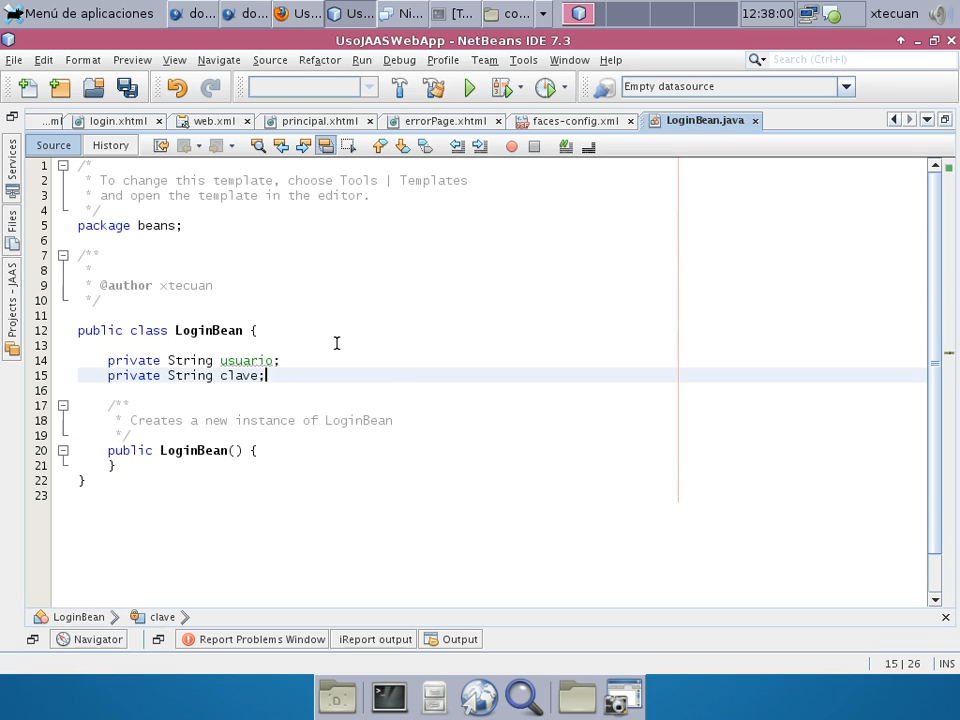 Menú de aplicaciones
do...
do...
Us...
Us...
Ni...
[T...
co...
12:38:00
xtecuan
UsoJAASWebApp - NetBeans IDE 7.3
File Edit Format Preview View Navigate Source Refactor Run Debug Profile Team Tools Window Help
Search (Ctrl+I)
Empty datasource
...ml
login.xhtml
web.xml
principal.xhtml
errorPage.xhtml
faces-config.xml
LoginBean.java
Source
History
Services
Files
Projects - JAAS
1 /*
2 * To change this template, choose Tools | Templates
3 * and open the template in the editor.
4 */
5 package beans;
6
7 /**
8 *
9 * @author xtecuan
10 */
11
12 public class LoginBean {
13
14 private String usuario;
15 private String clave;
16
17 /**
18 * Creates a new instance of LoginBean
19 */
20 public LoginBean() {
21 }
22 }
23
LoginBean
clave
Navigator
Report Problems Window
iReport output
Output
15 | 26
INS